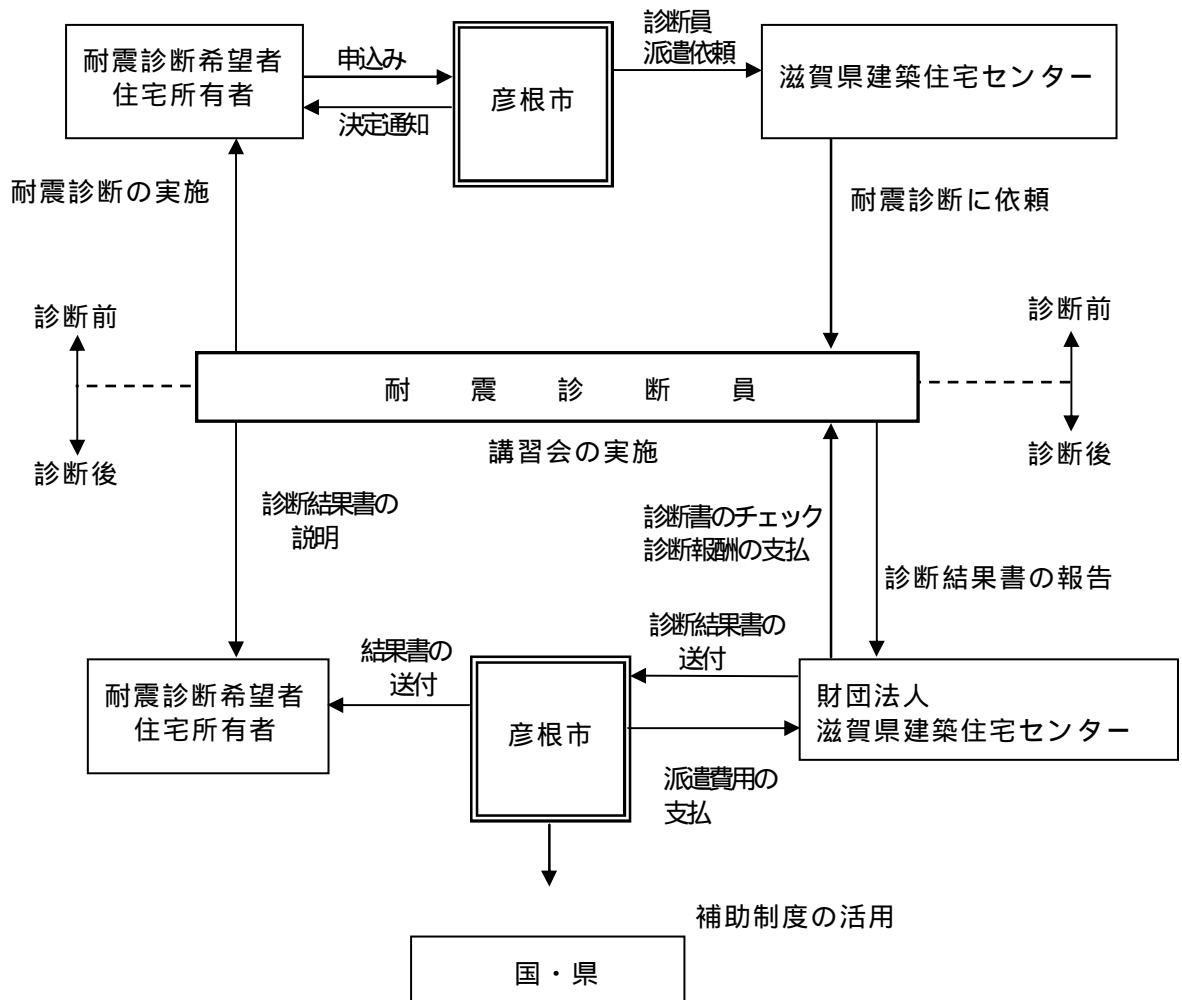 耐震診断希望者
住宅所有者
申込み
決定通知
彦根市
診断員
派遣依頼
滋賀県建築住宅センター
耐震診断の実施
耐震診断に依頼
診断前
診断後
耐震診断員
診断前
診断後
講習会の実施
診断結果書の
説明
診断書のチェック
診断報酬の支払
診断結果書の報告
耐震診断希望者
住宅所有者
結果書の
送付
彦根市
診断結果書の
送付
派遣費用の
支払
財団法人
滋賀県建築住宅センター
補助制度の活用
国・県